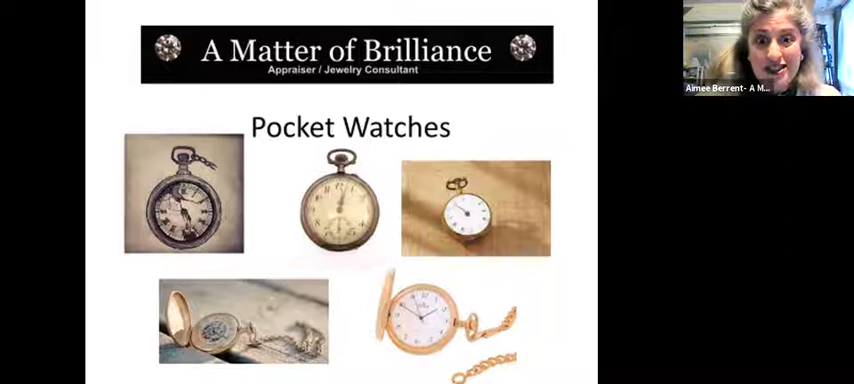 A Matter of Brilliance
Appraiser / Jewelry Consultant
Pocket Watches
Aimee Berrent- A M...